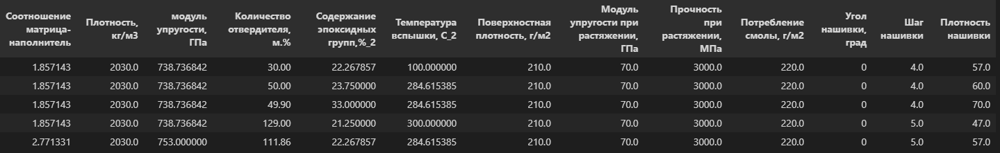 Соотношение матрица-наполнитель Плотность, кг/м3 модуль упругости, ГПа Количество отвердителя, м.% Содержание эпоксидных групп,%_2 Температура вспышки, С_2 Поверхностная плотность, г/м2 Модуль упругости при растяжении, ГПа Прочность при растяжении, МПа Потребление смолы, г/м2 Угол нашивки, град Шаг нашивки Плотность нашивки
1.857143 2030.0 738.736842 30.00 22.267857 100.000000 210.0 70.0 3000.0 220.0 0 4.0 57.0
1.857143 2030.0 738.736842 50.00 23.750000 284.615385 210.0 70.0 3000.0 220.0 0 4.0 60.0
1.857143 2030.0 738.736842 49.90 33.000000 284.615385 210.0 70.0 3000.0 220.0 0 4.0 70.0
1.857143 2030.0 738.736842 129.00 21.250000 300.000000 210.0 70.0 3000.0 220.0 0 5.0 47.0
2.771331 2030.0 753.000000 111.86 22.267857 284.615385 210.0 70.0 3000.0 220.0 0 5.0 57.0